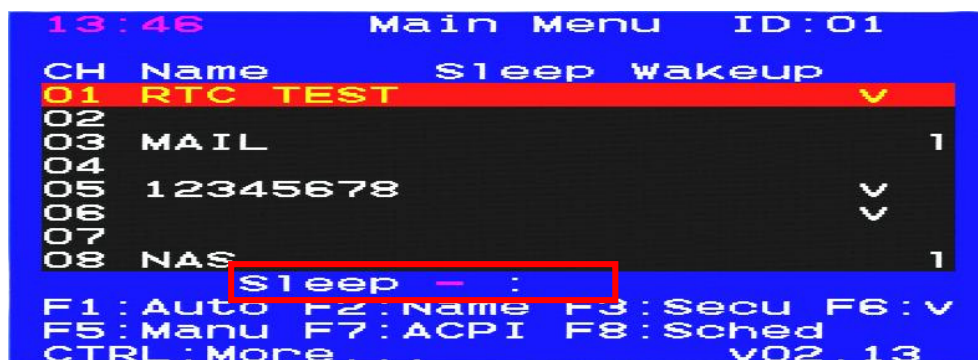 13:46 Main Menu ID:01
CH Name Sleep Wakeup
01 RTC TEST v
02
03 MAIL 1
04
05 12345678 v
06 v
07
08 NAS 1
Sleep - :
F1:Auto F2:Name F3:Secu F6:v
F5:Manu F7:ACPI F8:Sched
CTRL:More... v02.13